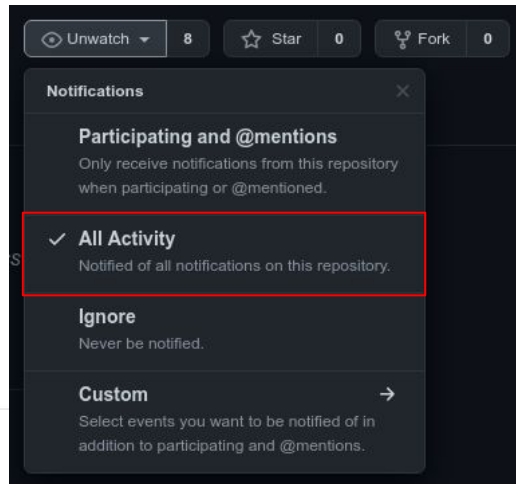 Unwatch 8 Star 0 Fork 0
Notifications
Participating and @mentions
Only receive notifications from this repository
when participating or @mentioned.
All Activity
Notified of all notifications on this repository.
Ignore
Never be notified.
Custom
Select events you want to be notified of in
addition to participating and @mentions.